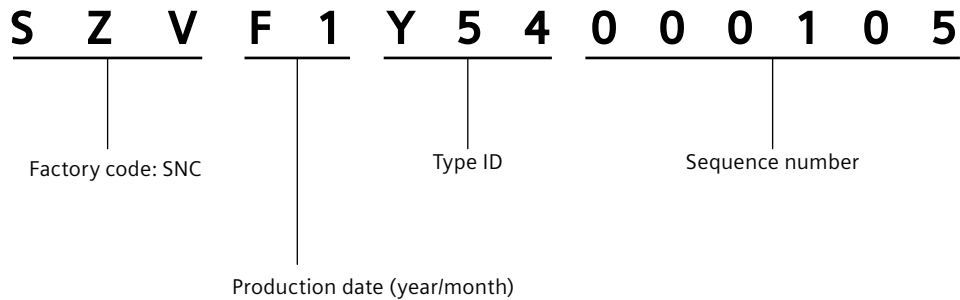 S Z V F 1 Y 5 4 0 0 0 1 0 5
Factory code: SNC
Type ID
Sequence number
Production date (year/month)